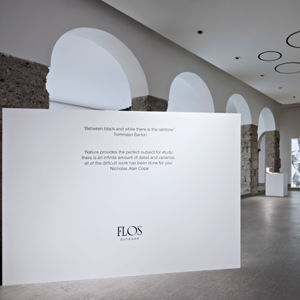 "Between black and white there is the rainbow"
Tommaso Sartori
"Nature provides the perfect subject for study:
there is an infinite amount of detail and variance,
all of the difficult work has been done for you"
Nicholas Alan Cope
FLOS
OUTDOOR